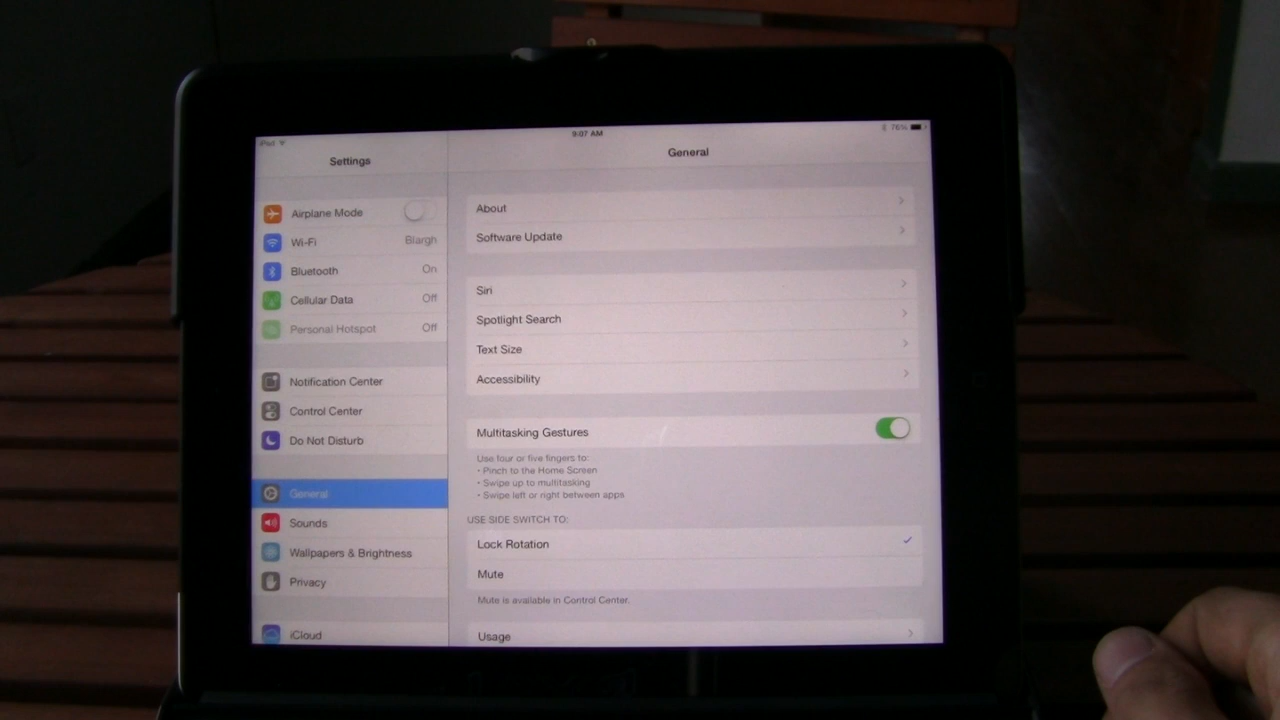 iPad
9:07 AM
76%
Settings
General
Airplane Mode
Wi-Fi
Blargh
Bluetooth
On
Cellular Data
Off
Personal Hotspot
Off
Notification Center
Control Center
Do Not Disturb
General
Sounds
Wallpapers & Brightness
Privacy
iCloud
About
Software Update
Siri
Spotlight Search
Text Size
Accessibility
Multitasking Gestures
Use four or five fingers to:
• Pinch to the Home Screen
• Swipe up to multitasking
• Swipe left or right between apps
USE SIDE SWITCH TO:
Lock Rotation
Mute
Mute is available in Control Center.
Usage